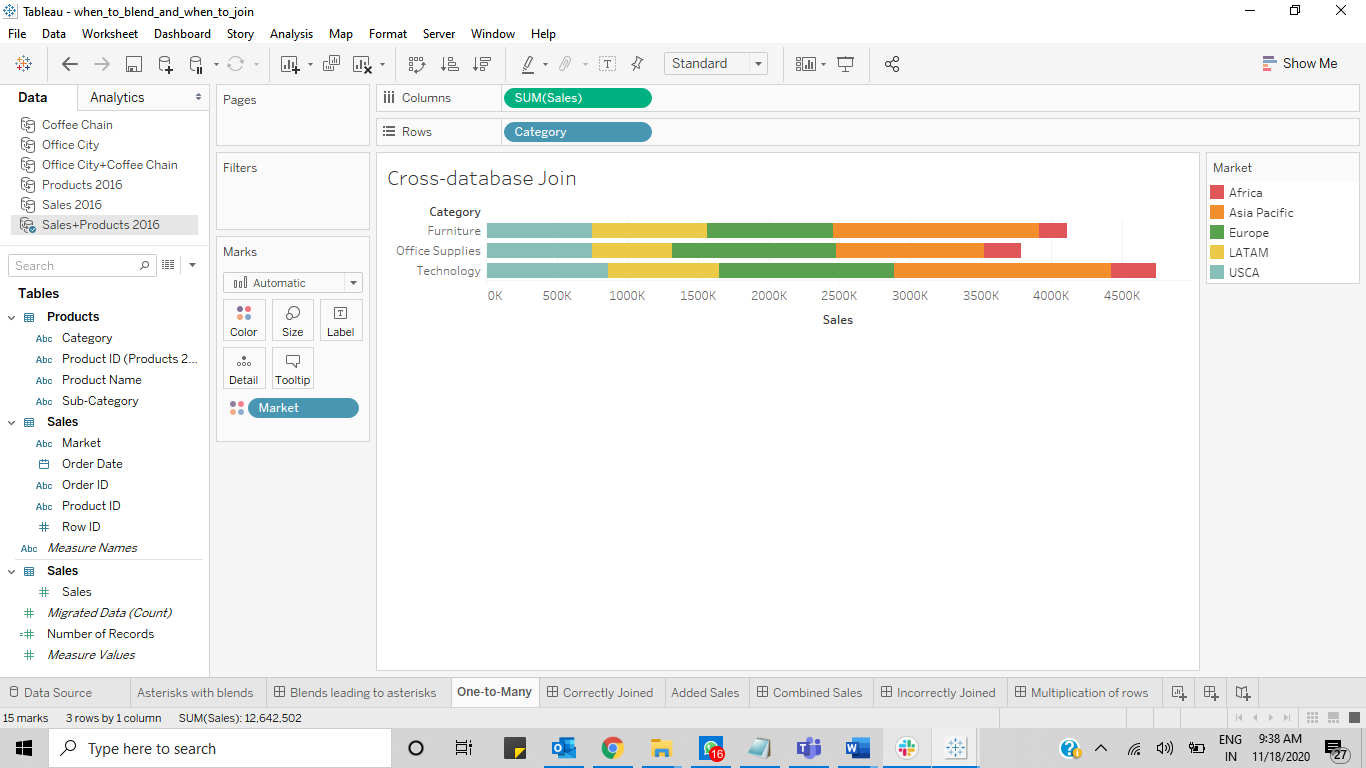 Tableau - when_to_blend_and_when_to_join
File Data Worksheet Dashboard Story Analysis Map Format Server Window Help
Standard
Show Me
Data Analytics
Coffee Chain
Office City
Office City+Coffee Chain
Products 2016
Sales 2016
Sales+Products 2016
Search
Tables
Products
Abc Category
Abc Product ID (Products 2...
Abc Product Name
Abc Sub-Category
Sales
Abc Market
Order Date
Abc Order ID
Abc Product ID
# Row ID
Abc Measure Names
Sales
# Sales
# Migrated Data (Count)
=# Number of Records
# Measure Values
Pages
Filters
Marks
Automatic
Color Size T Label
Detail Tooltip
Market
Columns SUM(Sales)
Rows Category
Cross-database Join
Category
Furniture
Office Supplies
Technology
0K 500K 1000K 1500K 2000K 2500K 3000K 3500K 4000K 4500K
Sales
Market
Africa
Asia Pacific
Europe
LATAM
USCA
Data Source Asterisks with blends Blends leading to asterisks One-to-Many Correctly Joined Added Sales Combined Sales Incorrectly Joined Multiplication of rows
15 marks 3 rows by 1 column SUM(Sales): 12,642,502
Type here to search
16
ENG
IN
9:38 AM
11/18/2020
27